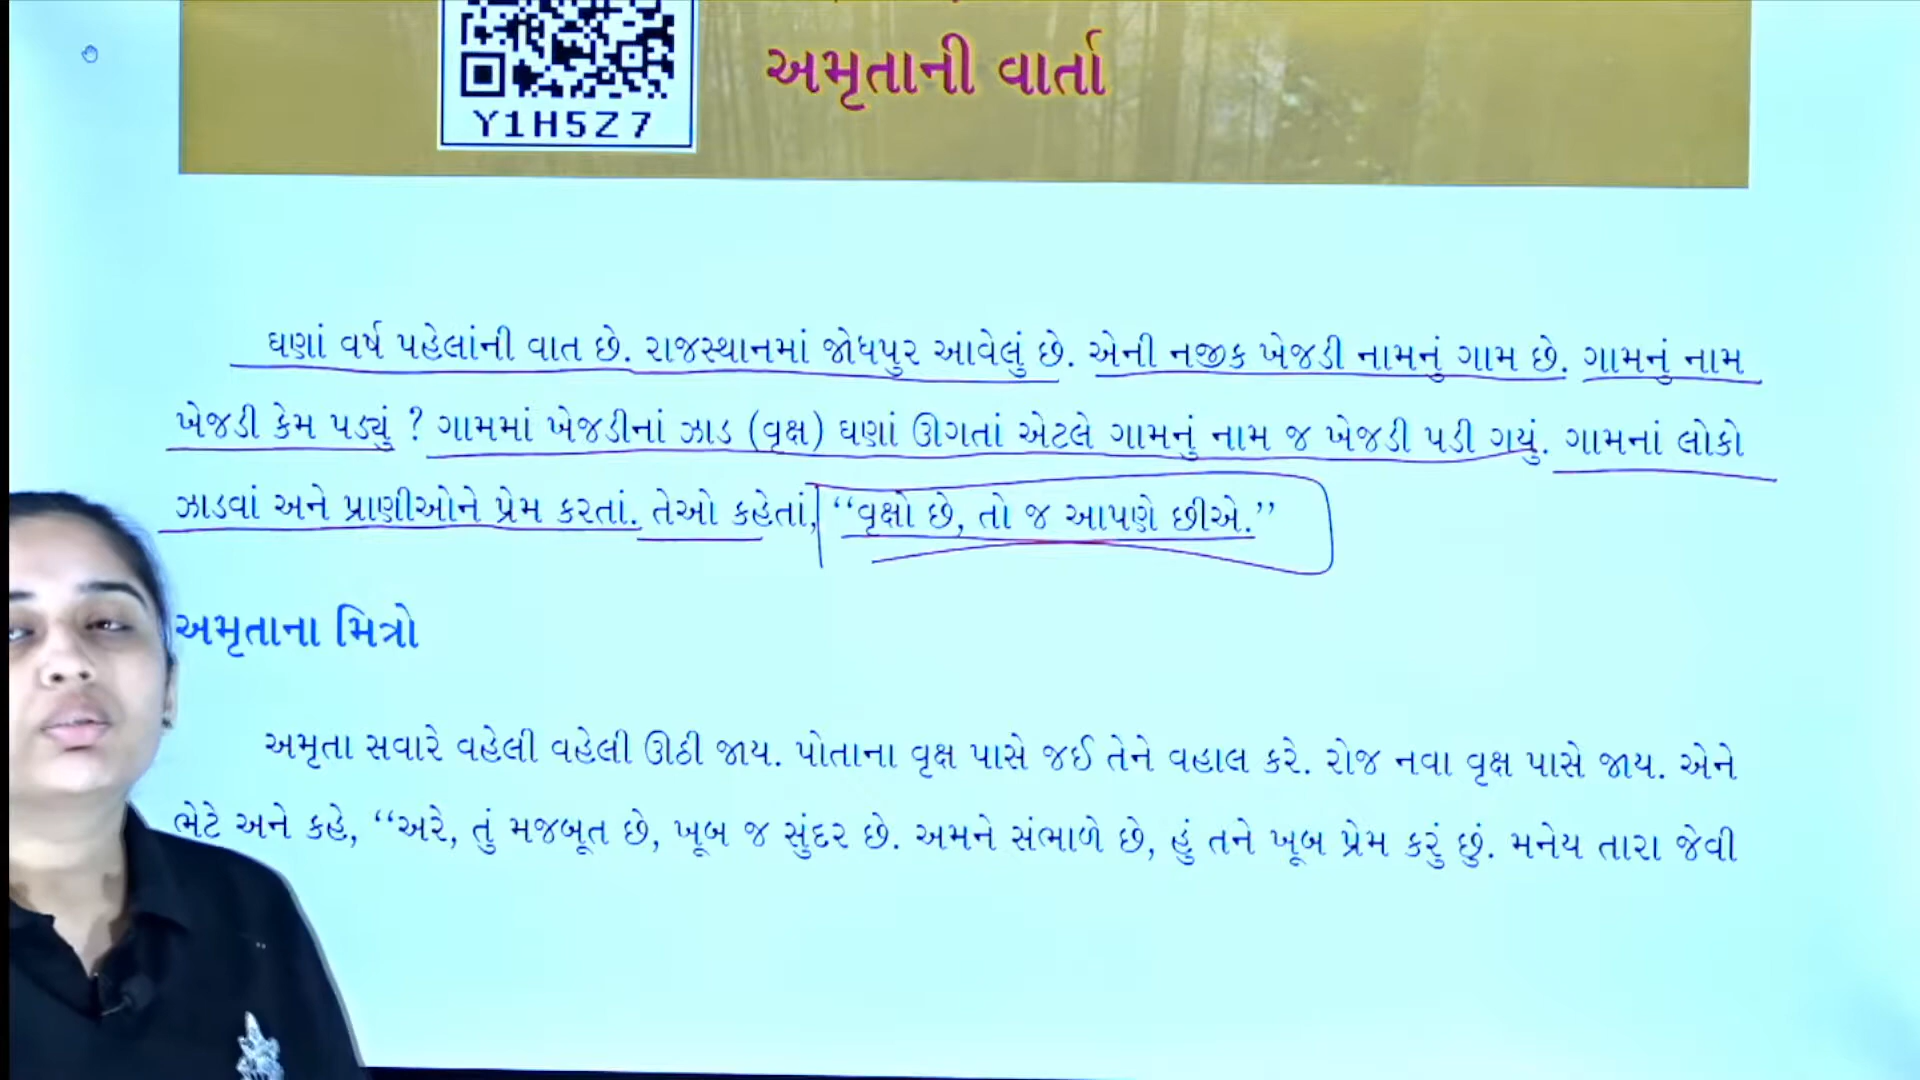 અમૃતાની વાર્તા
Y1H5Z7
ઘણાં વર્ષ પહેલાંની વાત છે. રાજસ્થાનમાં જોધપુર આવેલું છે. એની નજીક ખેજડી નામનું ગામ છે. ગામનું નામ
ખેજડી કેમ પડ્યું ? ગામમાં ખેજડીનાં ઝાડ (વૃક્ષ) ઘણાં ઊગતાં એટલે ગામનું નામ જ ખેજડી પડી ગયું. ગામનાં લોકો
ઝાડવાં અને પ્રાણીઓને પ્રેમ કરતાં. તેઓ કહેતાં, “વૃક્ષો છે, તો જ આપણે છીએ.”
અમૃતાના મિત્રો
અમૃતા સવારે વહેલી વહેલી ઊઠી જાય. પોતાના વૃક્ષ પાસે જઈ તેને વહાલ કરે. રોજ નવા વૃક્ષ પાસે જાય. એને
ભેટે અને કહે, “અરે, તું મજબૂત છે, ખૂબ જ સુંદર છે. અમને સંભાળે છે, હું તને ખૂબ પ્રેમ કરું છું. મનેય તારા જેવી